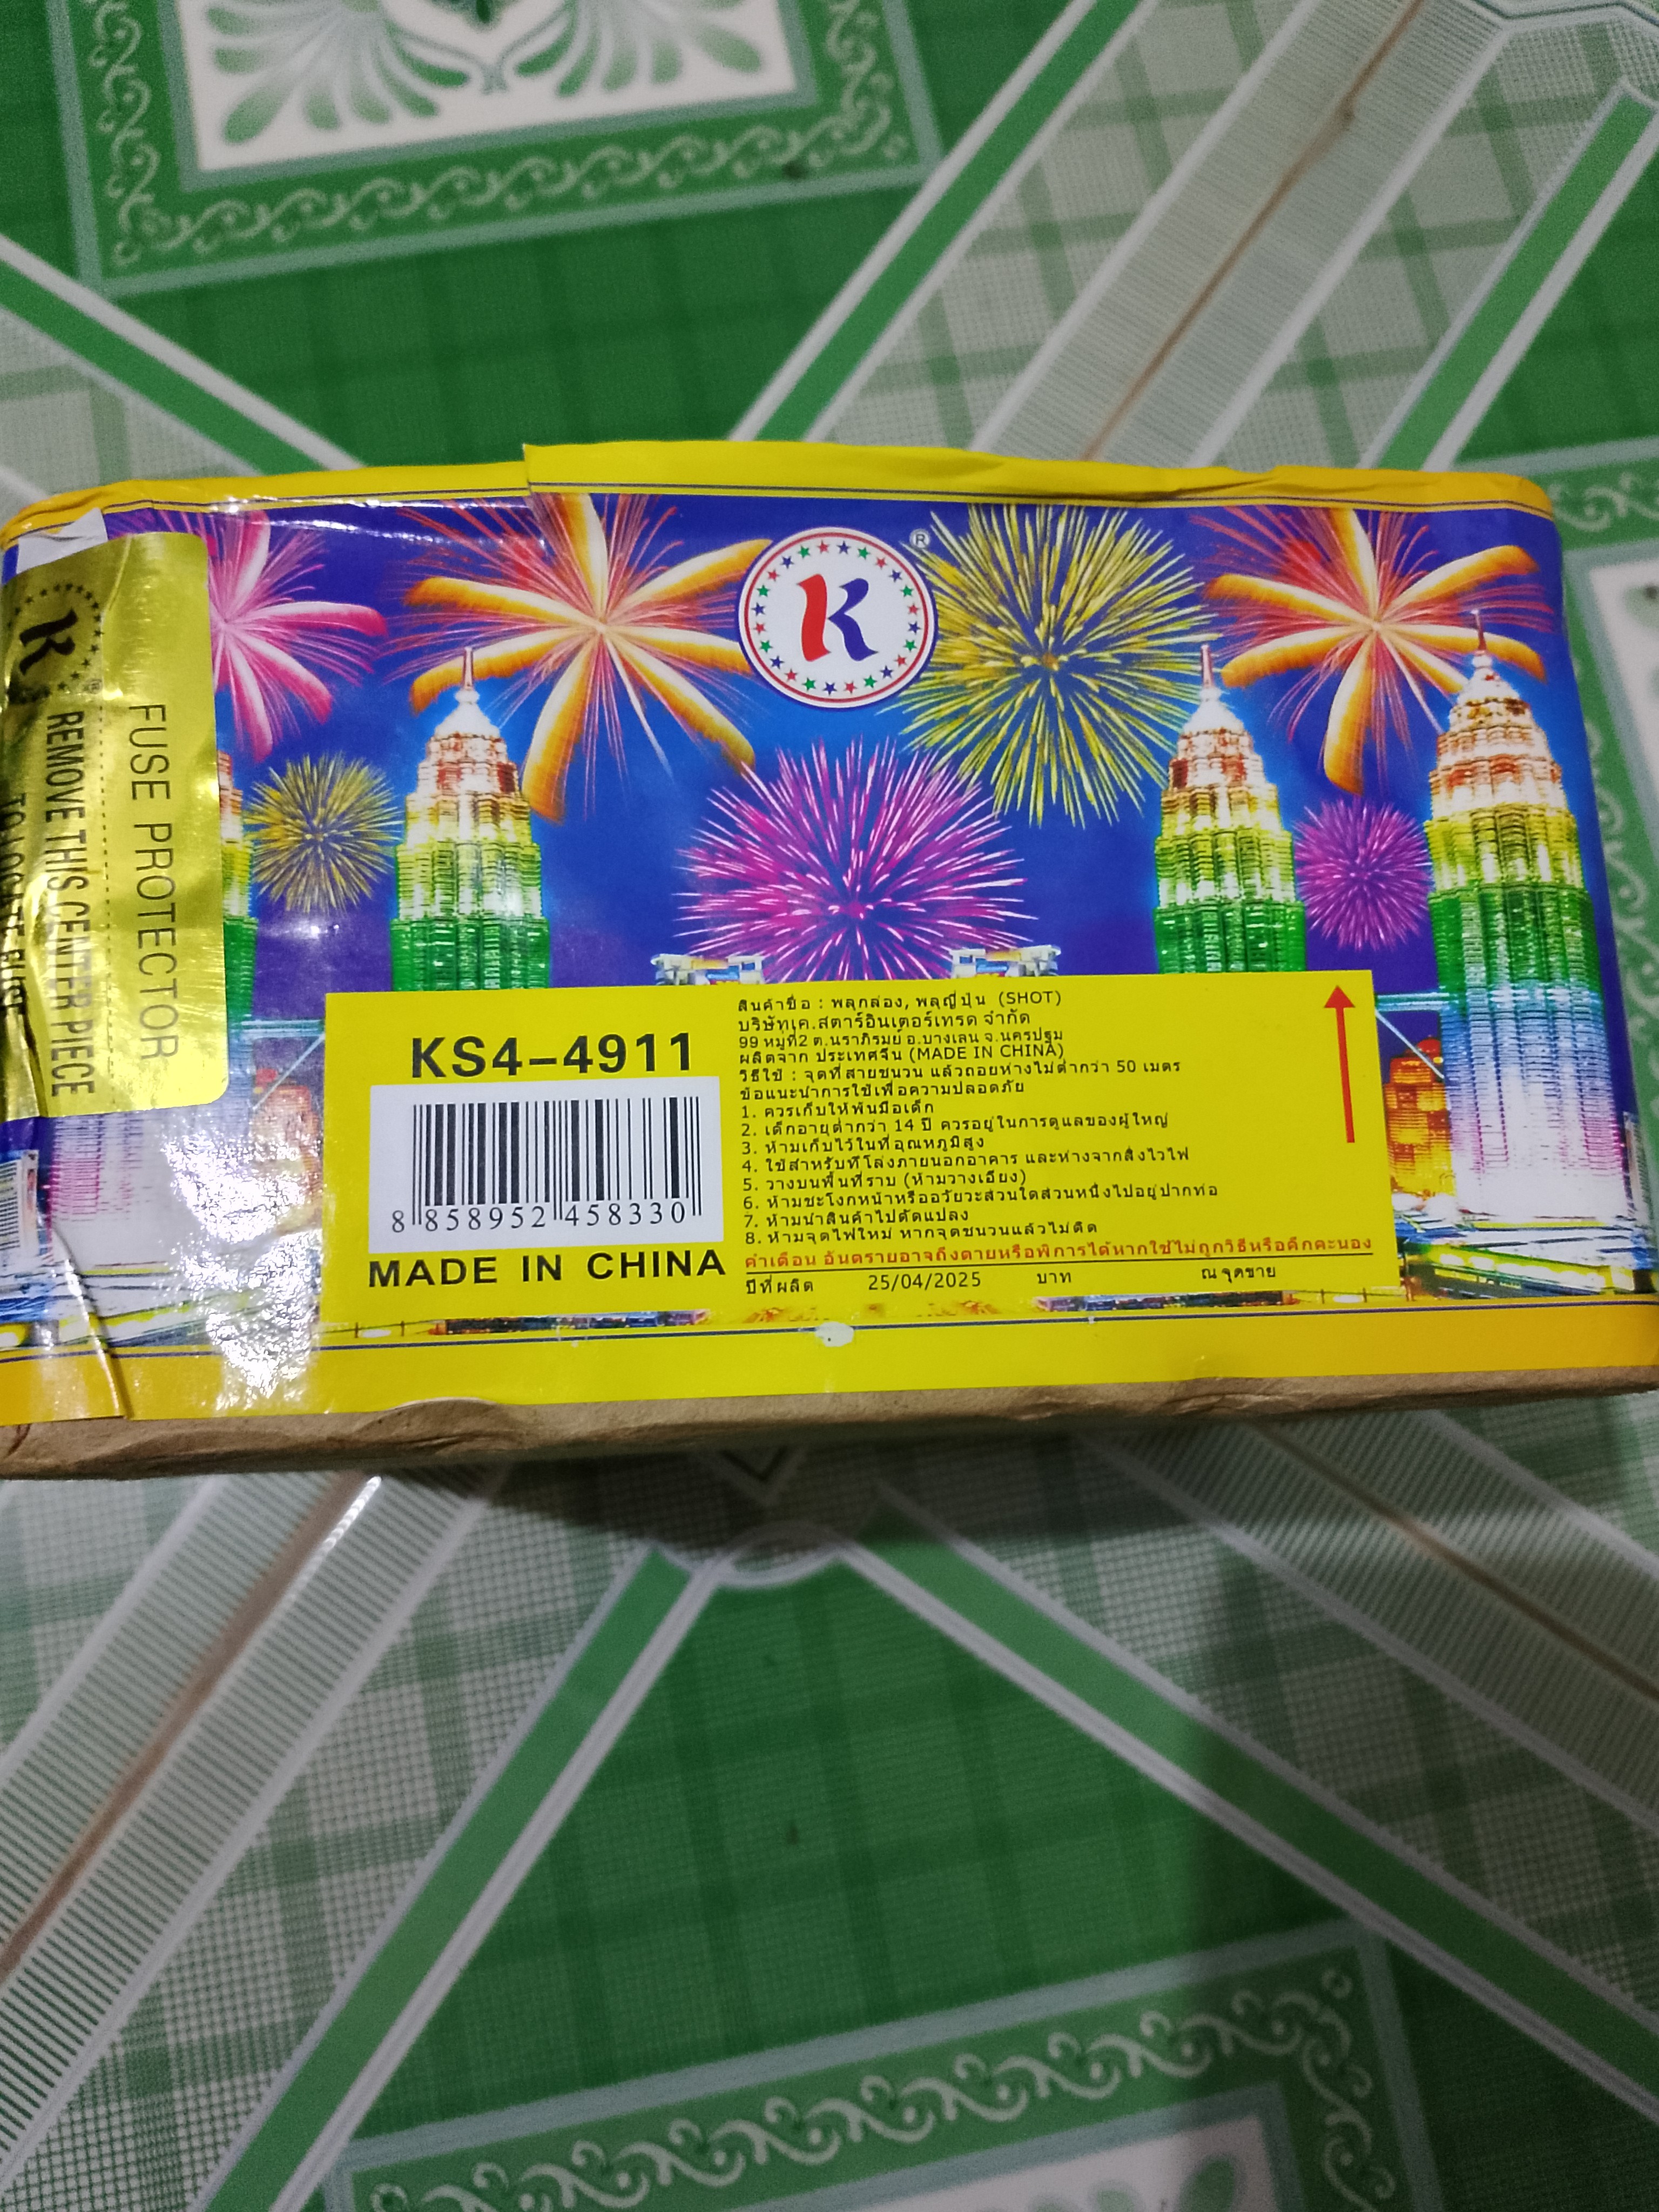 K
®
K
FUSE PROTECTOR
REMOVE THIS CENTER PIECE
KS4-4911
8 858952 458330
MADE IN CHINA
สินค้าชื่อ : พลุกล่อง, พลุญี่ปุ่น (SHOT)
บริษัทเค.สตาร์อินเตอร์เทรด จำกัด
99 หมู่ที่2 ต.นราภิรมย์ อ.บางเลน จ.นครปฐม
ผลิตจาก ประเทศจีน (MADE IN CHINA)
วิธีใช้ : จุดที่สายชนวน แล้วถอยห่างไม่ต่ำกว่า 50 เมตร
ข้อแนะนำการใช้เพื่อความปลอดภัย
1. ควรเก็บให้พ้นมือเด็ก
2. เด็กอายุต่ำกว่า 14 ปี ควรอยู่ในการดูแลของผู้ใหญ่
3. ห้ามเก็บไว้ในที่อุณหภูมิสูง
4. ใช้สำหรับที่โล่งภายนอกอาคาร และห่างจากสิ่งไวไฟ
5. วางบนพื้นที่ราบ (ห้ามวางเอียง)
6. ห้ามชะโงกหน้าหรืออวัยวะส่วนใดส่วนหนึ่งไปอยู่ปากท่อ
7. ห้ามนำสินค้าไปดัดแปลง
8. ห้ามจุดไฟใหม่ หากจุดชนวนแล้วไม่ติด
คำเตือน อันตรายอาจถึงตายหรือพิการได้หากใช้ไม่ถูกวิธีหรือคึกคะนอง
ปีที่ผลิต 25/04/2025 บาท ณ จุดขาย